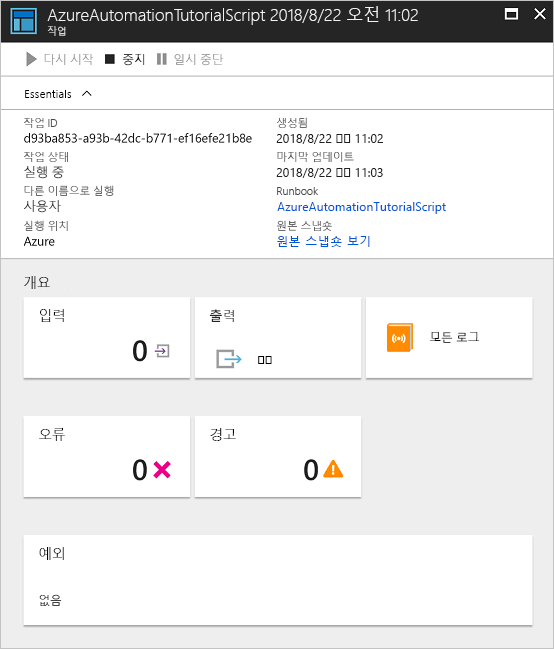 AzureAutomationTutorialScript 2018/8/22 오전 11:02
작업
다시 시작 중지 일시 중단
Essentials
작업 ID
d93ba853-a93b-42dc-b771-ef16efe21b8e
작업 상태
실행 중
다른 이름으로 실행
사용자
실행 위치
Azure
생성됨
2018/8/22 □□ 11:02
마지막 업데이트
2018/8/22 □□ 11:03
Runbook
AzureAutomationTutorialScript
원본 스냅숏
원본 스냅숏 보기
개요
입력
0
출력
□□
모든 로그
오류
0
경고
0
예외
없음